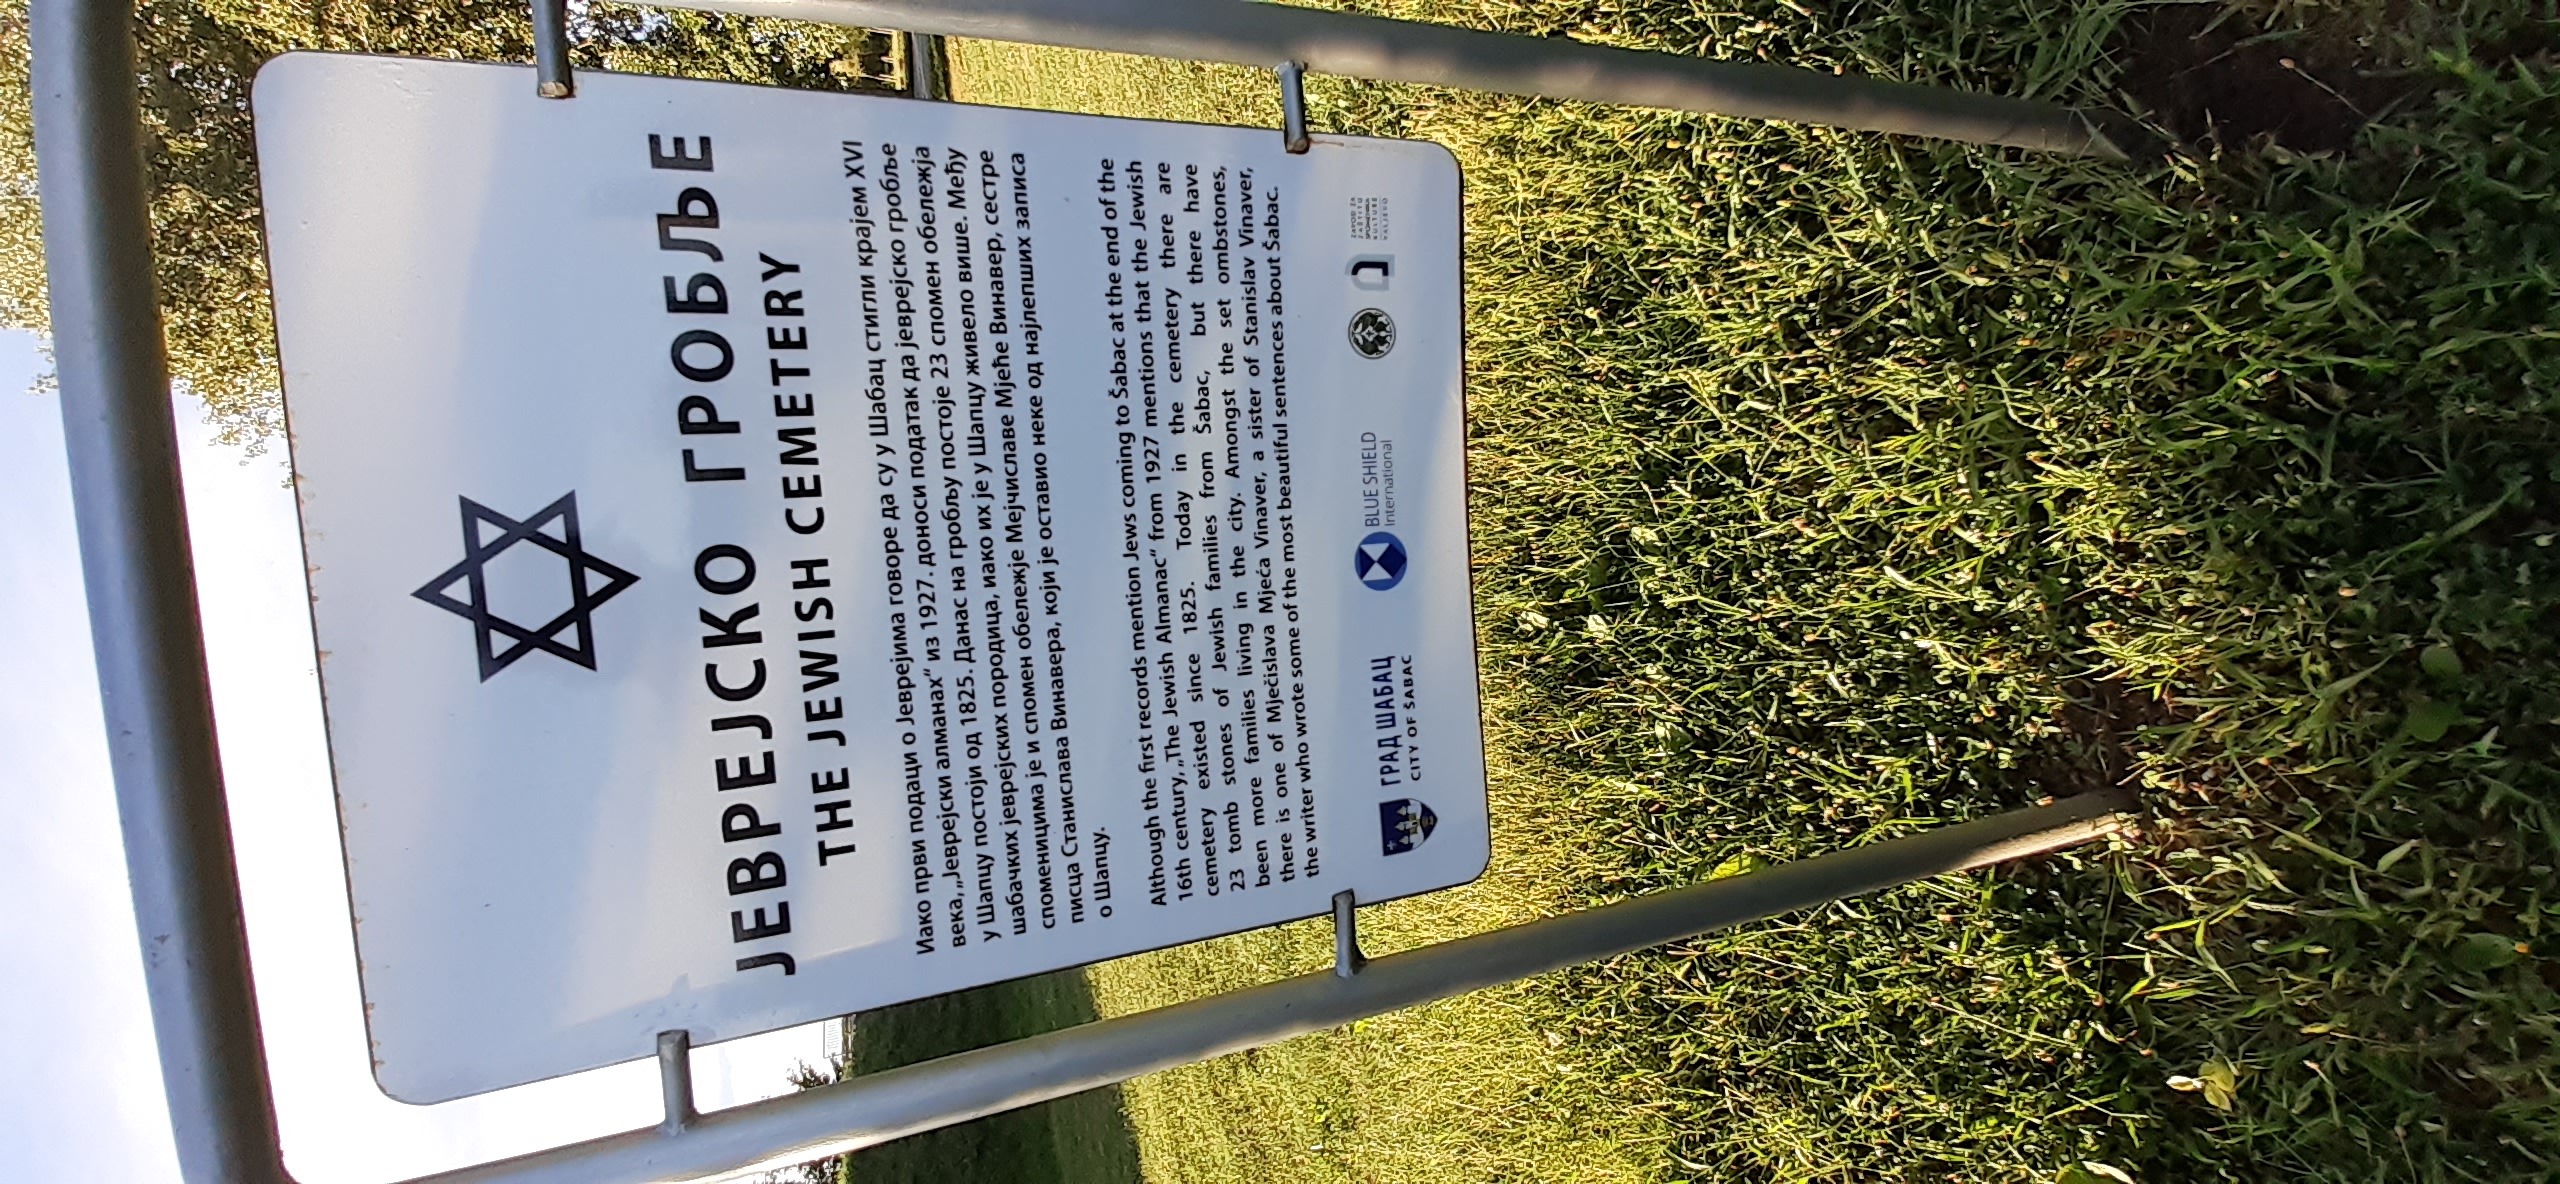 ЈЕВРЕЈСКО ГРОБЉЕ
THE JEWISH CEMETERY
Иако први подаци о Јеврејима говоре да су у Шабац стигли крајем XVI
века, „Јеврејски алманах“ из 1927. доноси податак да јеврејско гробље
у Шапцу постоји од 1825. Данас на гробљу постоје 23 спомен обележја
шабачких јеврејских породица, иако их је у Шапцу живело више. Међу
споменицима је и спомен обележје Мејчиславе Мјеће Винавер, сестре
писца Станислава Винавера, који је оставио неке од најлепших записа
о Шапцу.
Although the first records mention Jews coming to Šabac at the end of the
16th century, „The Jewish Almanac“ from 1927 mentions that the Jewish
cemetery existed since 1825. Today in the cemetery there are
23 tomb stones of Jewish families from Šabac, but there have
been more families living in the city. Amongst the set ombstones,
there is one of Mječislava Mjeća Vinaver, a sister of Stanislav Vinaver,
the writer who wrote some of the most beautiful sentences about Šabac.
ГРАД ШАБАЦ
CITY OF ŠABAC
BLUE SHIELD
International
ZAVOD ZA
ZAŠTITU
SPOMENIKA
KULTURE
VALJEVO